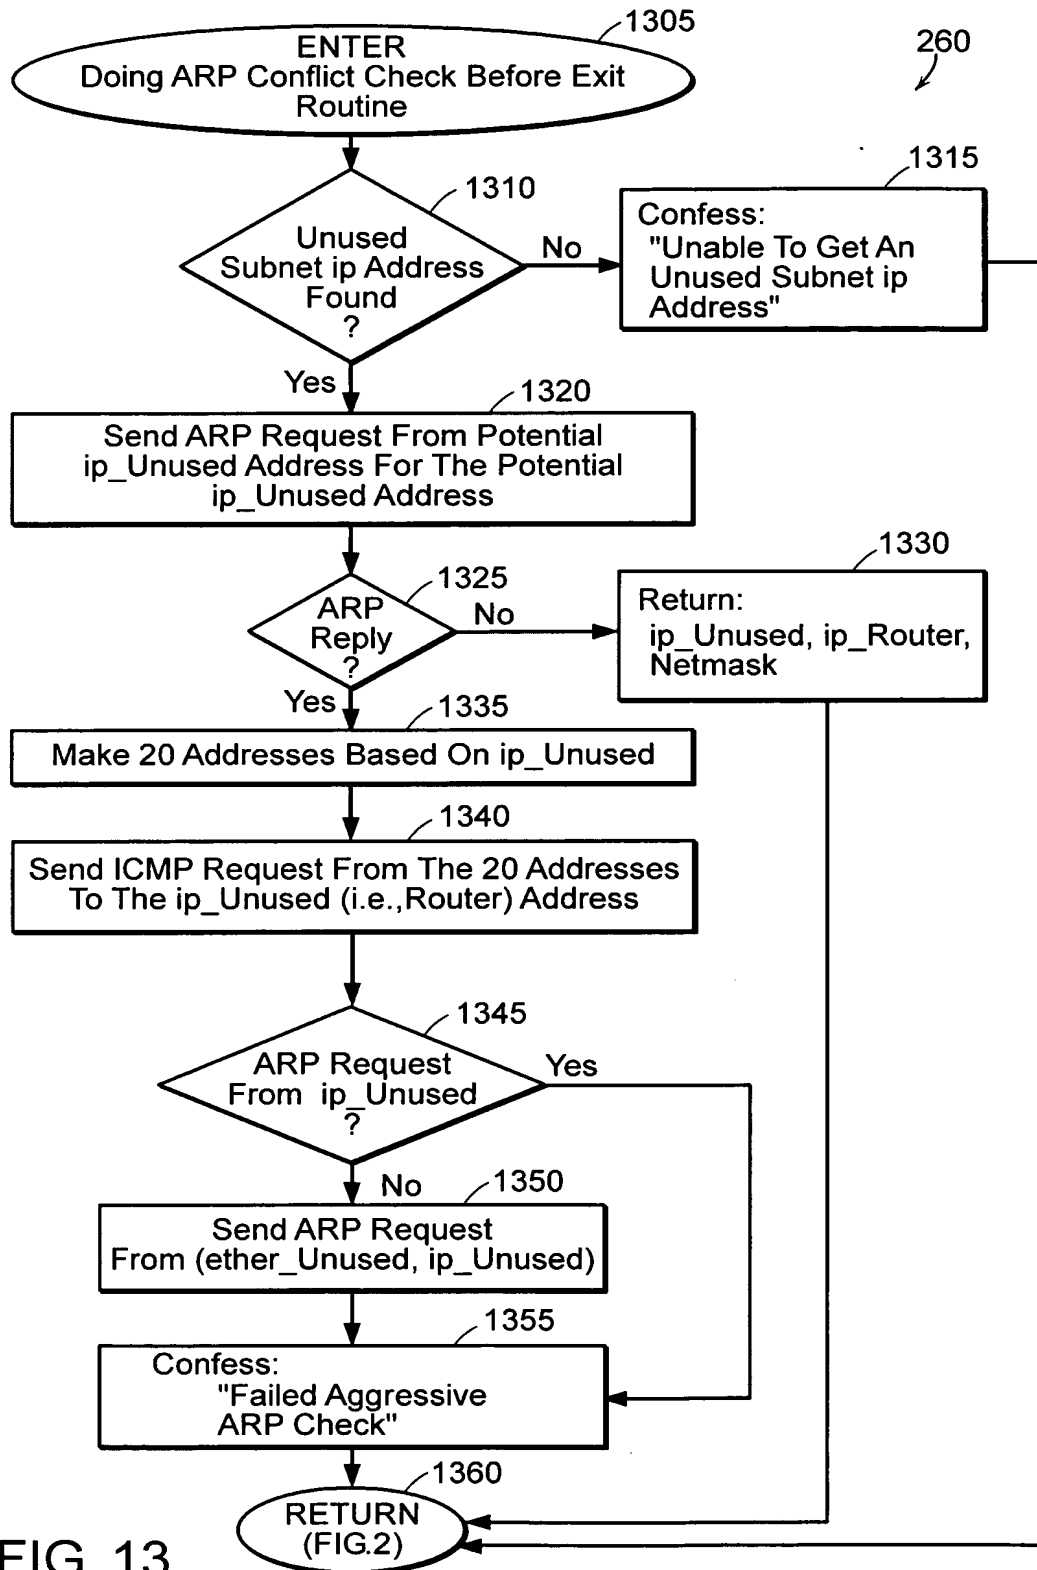 1305
ENTER
Doing ARP Conflict Check Before Exit
Routine
260
1310
Unused
Subnet ip Address
Found
?
No
1315
Confess:
"Unable To Get An
Unused Subnet ip
Address"
Yes
1320
Send ARP Request From Potential
ip_Unused Address For The Potential
ip_Unused Address
1325
ARP
Reply
?
No
1330
Return:
ip_Unused, ip_Router,
Netmask
Yes
1335
Make 20 Addresses Based On ip_Unused
1340
Send ICMP Request From The 20 Addresses
To The ip_Unused (i.e.,Router) Address
1345
ARP Request
From ip_Unused
?
Yes
No
1350
Send ARP Request
From (ether_Unused, ip_Unused)
1355
Confess:
"Failed Aggressive
ARP Check"
1360
RETURN
(FIG.2)
FIG. 13